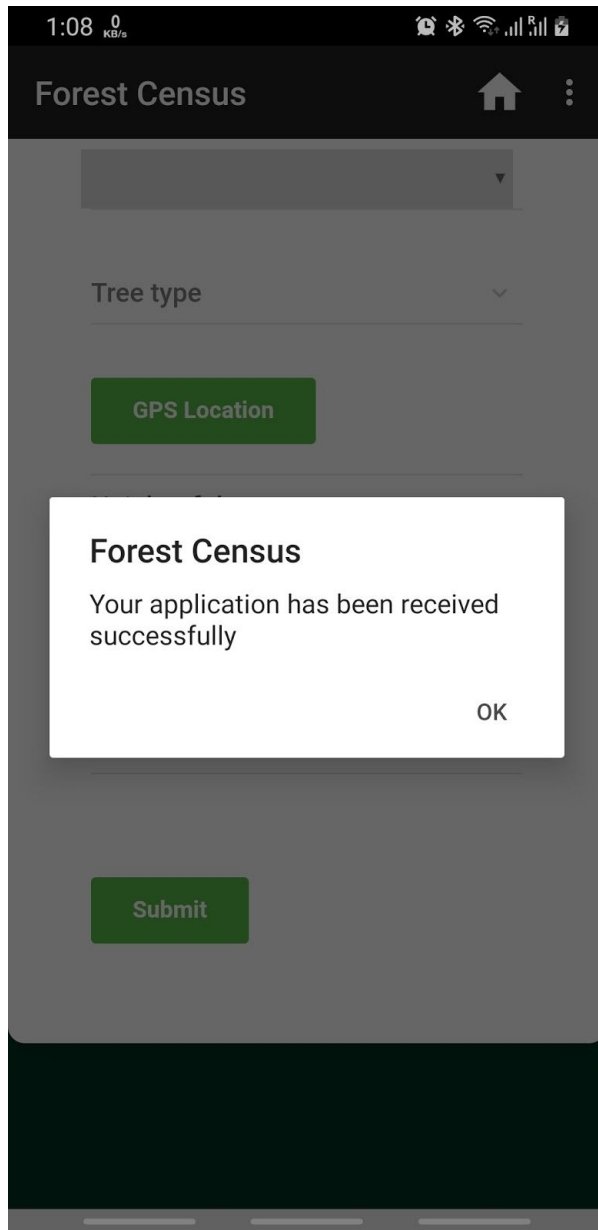 1:08 0 KB/s R
Forest Census
Tree type
GPS Location
Forest Census
Your application has been received
successfully
OK
Submit